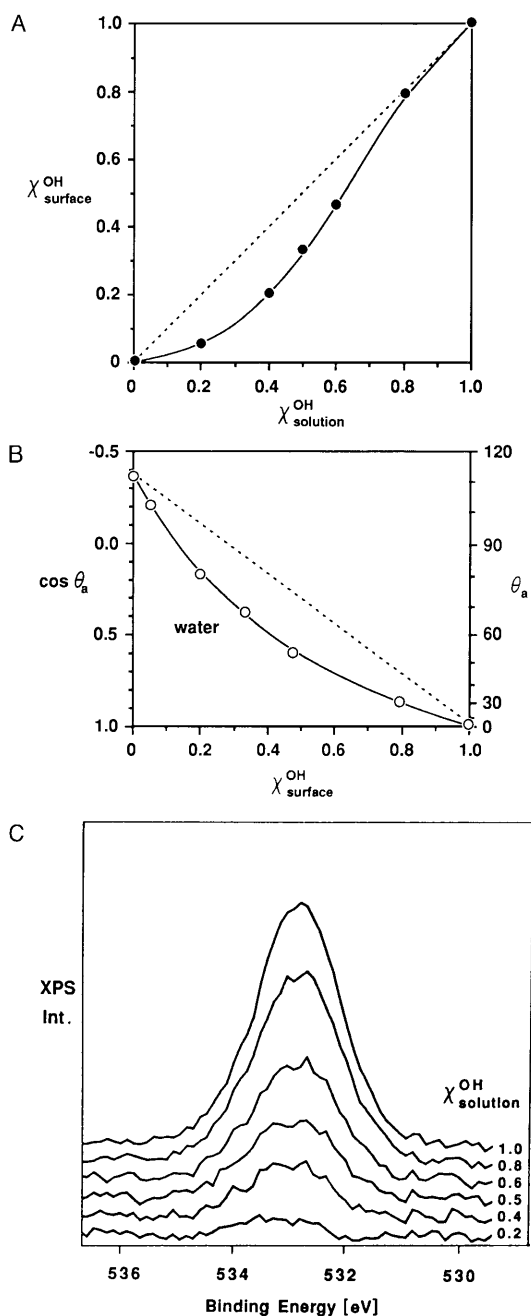 A
1.0
0.8
χ OH surface
0.6
0.4
0.2
0
0 0.2 0.4 0.6 0.8 1.0
χ OH solution
B
-0.5 120
0.0 90
cos θa θa
water
0.5 60
30
1.0 0
0 0.2 0.4 0.6 0.8 1.0
χ OH surface
C
XPS
Int.
χ OH solution
1.0
0.8
0.6
0.5
0.4
0.2
536 534 532 530
Binding Energy [eV]